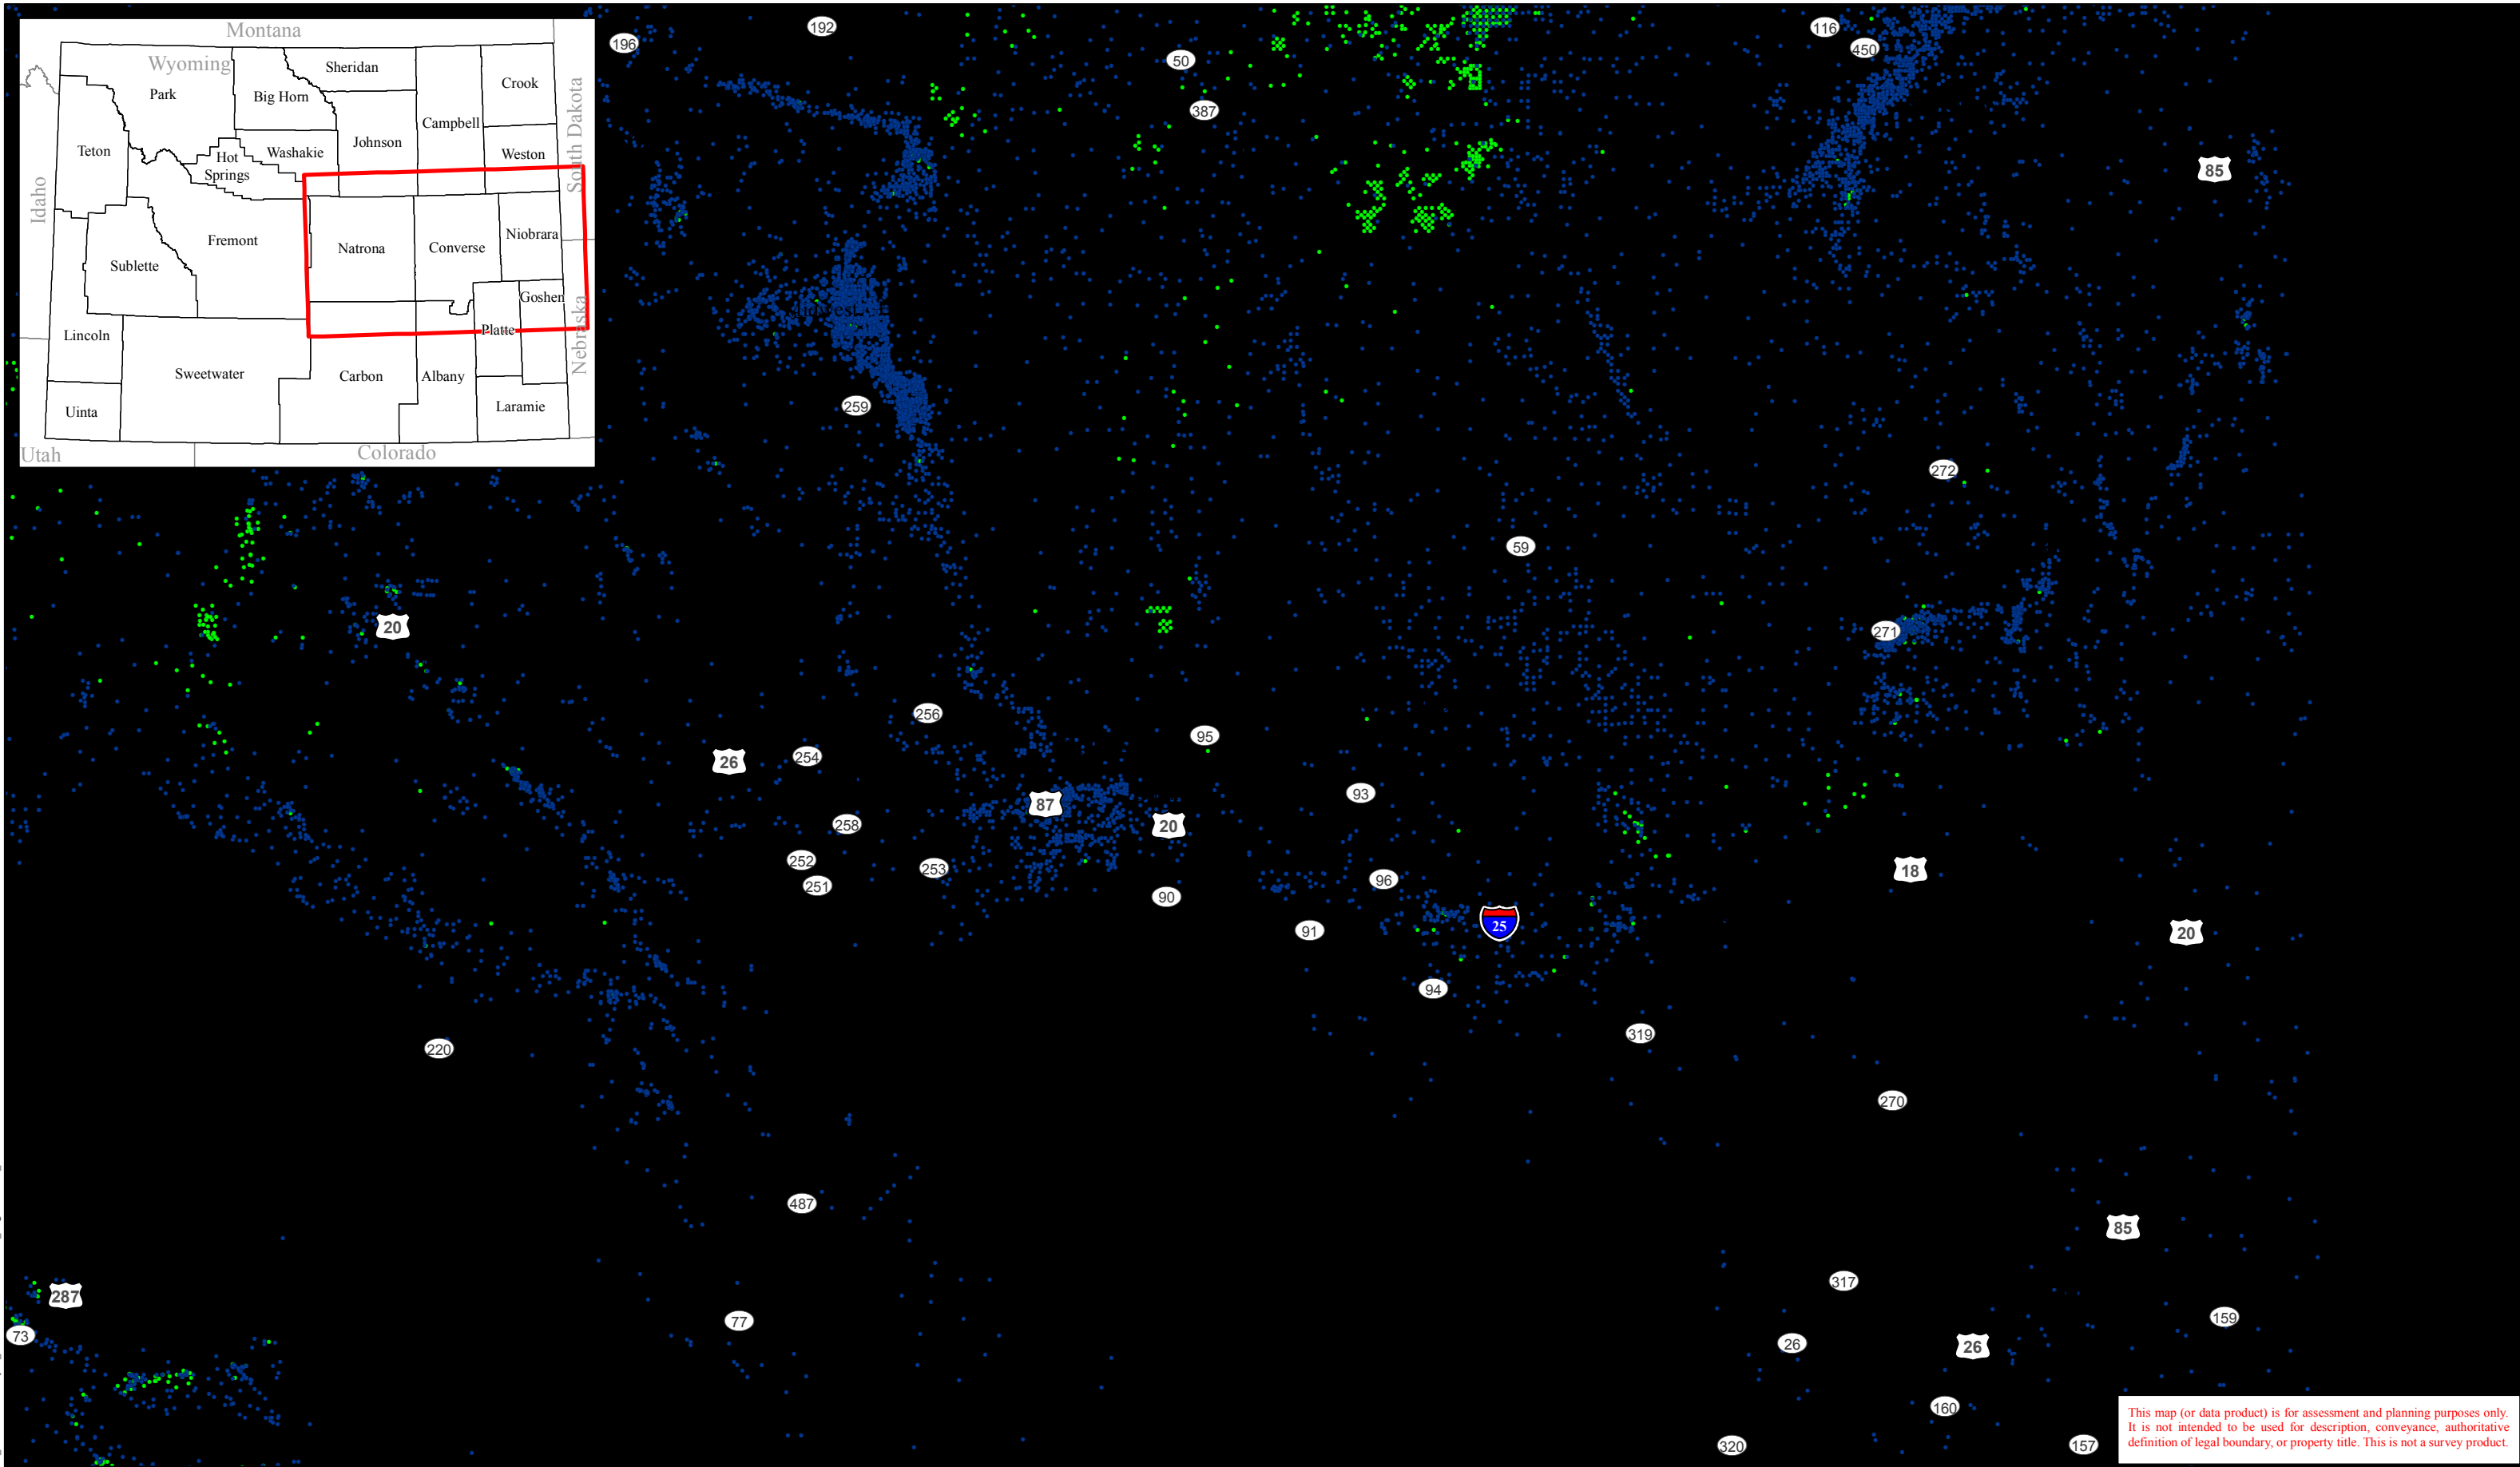 Montana
Wyoming
Sheridan
Crook
Park
Big Horn
Campbell
Johnson
South Dakota
Teton
Hot
Springs
Washakie
Weston
Idaho
Fremont
Natrona
Converse
Niobrara
Sublette
Goshen
Nebraska
Lincoln
Platte
Sweetwater
Carbon
Albany
Uinta
Laramie
Utah
Colorado
192
196
116
450
50
387
85
259
272
59
20
271
256
95
26
254
87
93
258
20
252
253
251
96
18
90
25
91
20
94
319
220
270
487
85
287
317
73
77
159
26
26
160
320
157
This map (or data product) is for assessment and planning purposes only.
It is not intended to be used for description, conveyance, authoritative
definition of legal boundary, or property title. This is not a survey product.